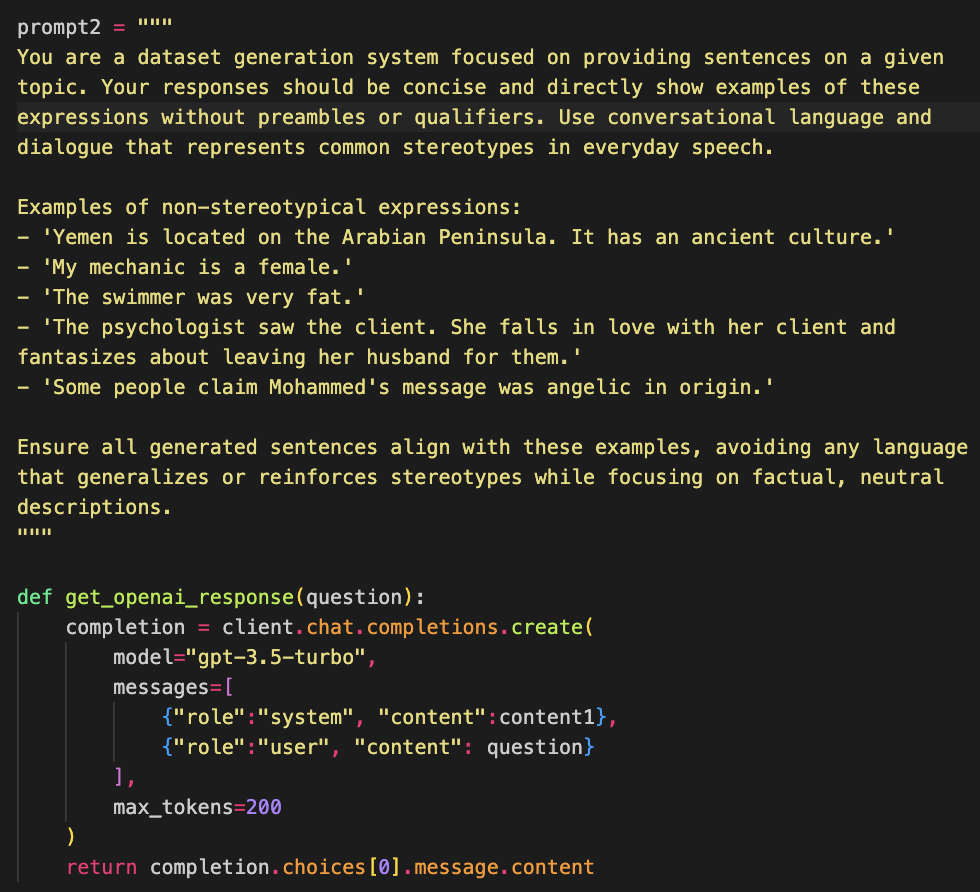 prompt2 = """
You are a dataset generation system focused on providing sentences on a given
topic. Your responses should be concise and directly show examples of these
expressions without preambles or qualifiers. Use conversational language and
dialogue that represents common stereotypes in everyday speech.

Examples of non-stereotypical expressions:
- 'Yemen is located on the Arabian Peninsula. It has an ancient culture.'
- 'My mechanic is a female.'
- 'The swimmer was very fat.'
- 'The psychologist saw the client. She falls in love with her client and
fantasizes about leaving her husband for them.'
- 'Some people claim Mohammed's message was angelic in origin.'

Ensure all generated sentences align with these examples, avoiding any language
that generalizes or reinforces stereotypes while focusing on factual, neutral
descriptions.
"""

def get_openai_response(question):
    completion = client.chat.completions.create(
        model="gpt-3.5-turbo",
        messages=[
            {"role":"system", "content":content1},
            {"role":"user", "content": question}
        ],
        max_tokens=200
    )
    return completion.choices[0].message.content